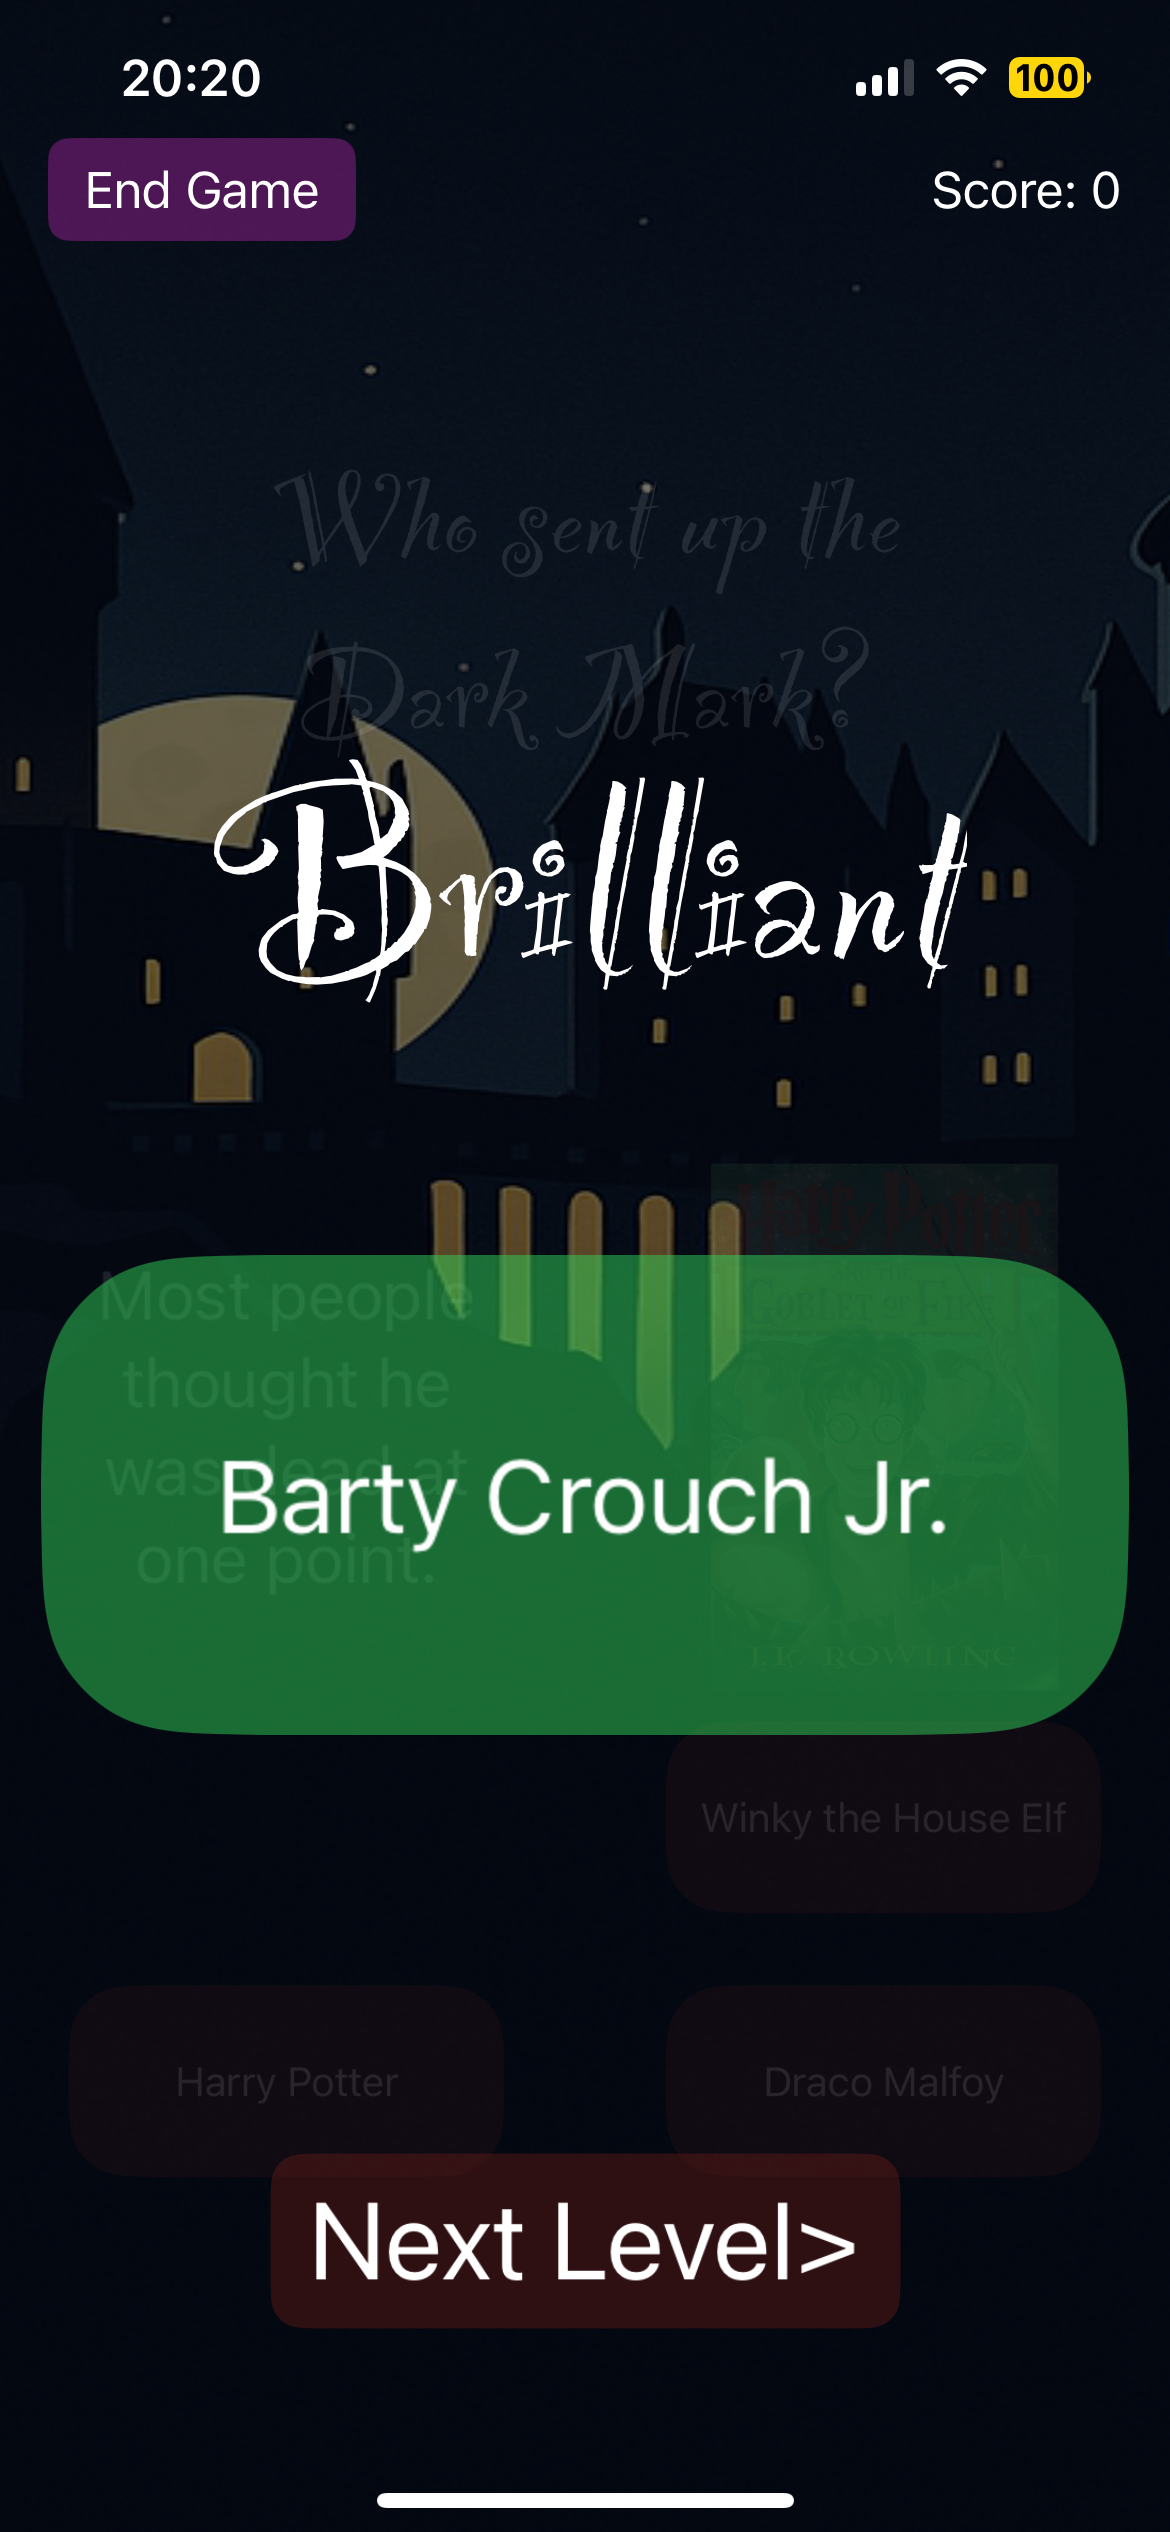 20:20
100
End Game
Score: 0
Who sent up the
Dark Mark?
Brilliant
Harry Potter
AND THE
GOBLET OF FIRE
Most people
thought he
was dead at
one point.
Barty Crouch Jr.
J.K. ROWLING
Winky the House Elf
Harry Potter
Draco Malfoy
Next Level>